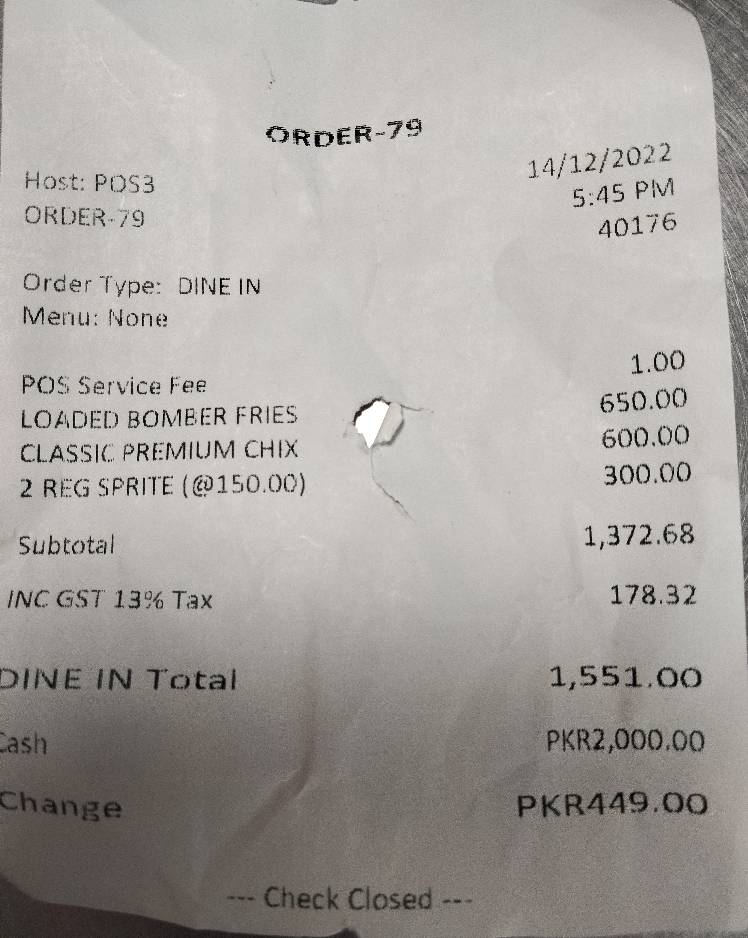 ORDER-79
Host: POS3 14/12/2022
ORDER-79 5:45 PM
40176
Order Type: DINE IN
Menu: None
POS Service Fee 1.00
LOADED BOMBER FRIES 650.00
CLASSIC PREMIUM CHIX 600.00
2 REG SPRITE (@150.00) 300.00
Subtotal 1,372.68
INC GST 13% Tax 178.32
DINE IN Total 1,551.00
Cash PKR2,000.00
Change PKR449.00
--- Check Closed ---